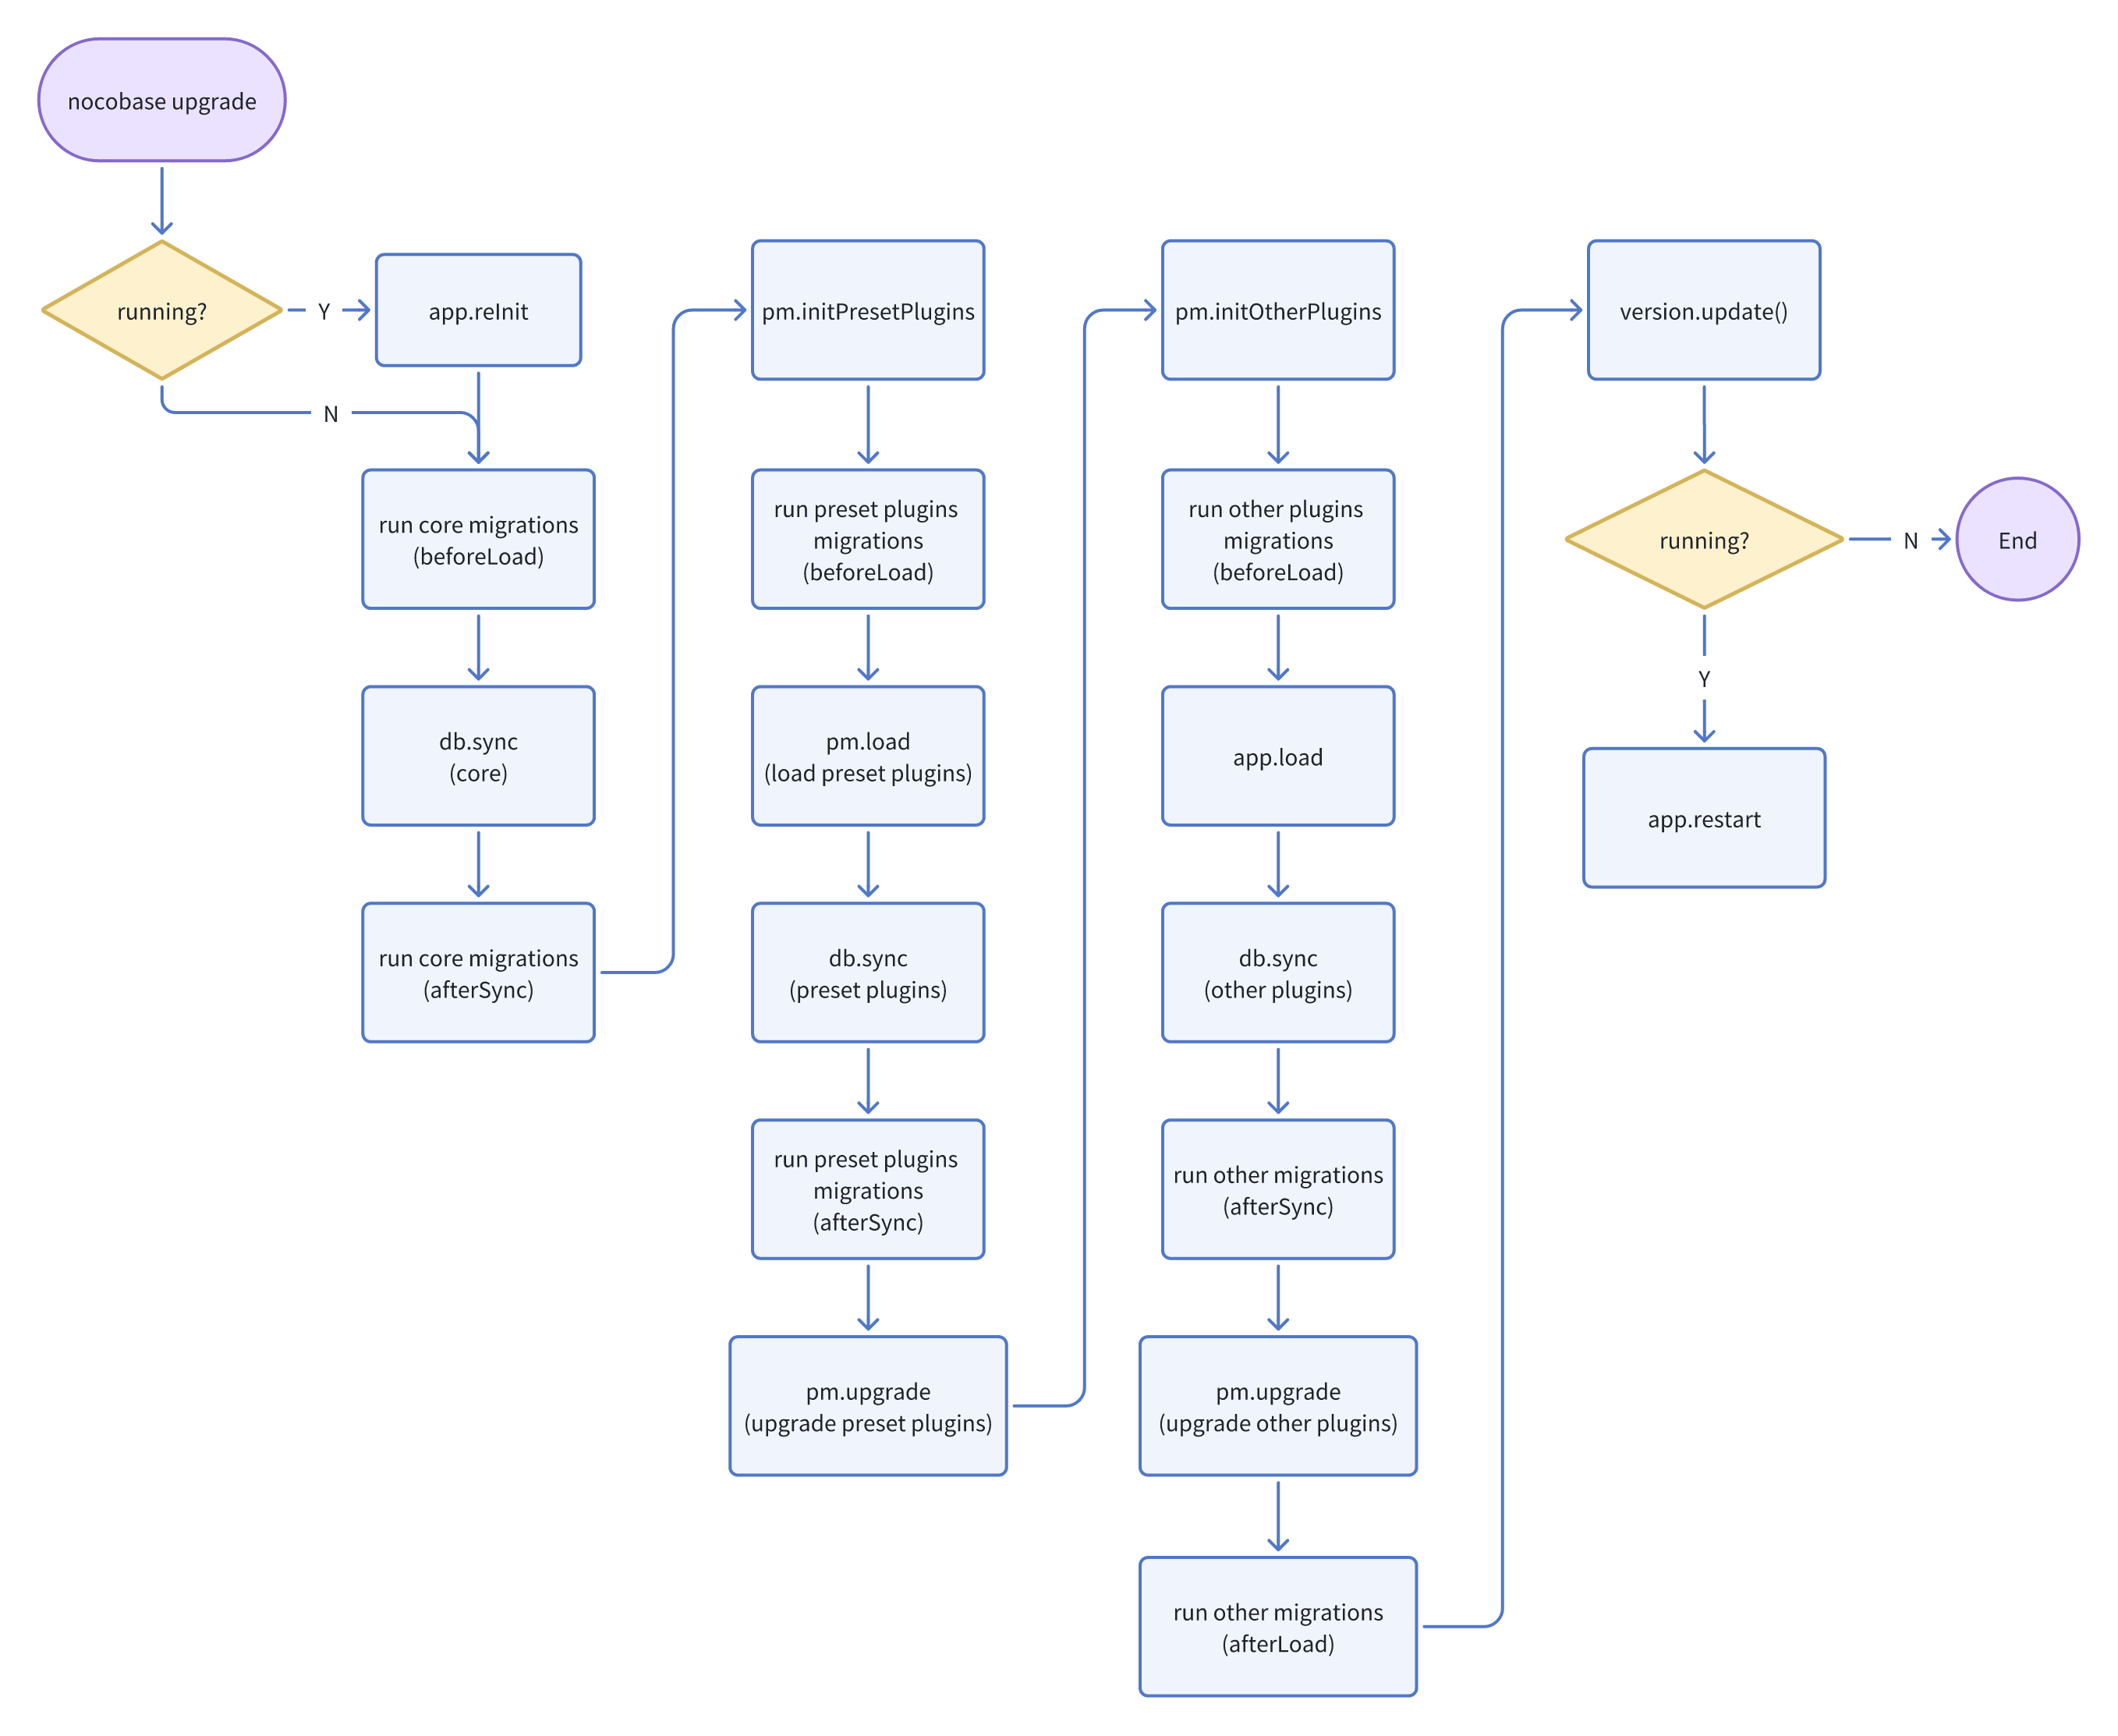 nocobase upgrade
running?
Y
app.reInit
N
run core migrations
(beforeLoad)
db.sync
(core)
run core migrations
(afterSync)
pm.initPresetPlugins
run preset plugins
migrations
(beforeLoad)
pm.load
(load preset plugins)
db.sync
(preset plugins)
run preset plugins
migrations
(afterSync)
pm.upgrade
(upgrade preset plugins)
pm.initOtherPlugins
run other plugins
migrations
(beforeLoad)
app.load
db.sync
(other plugins)
run other migrations
(afterSync)
pm.upgrade
(upgrade other plugins)
run other migrations
(afterLoad)
version.update()
running?
N
End
Y
app.restart